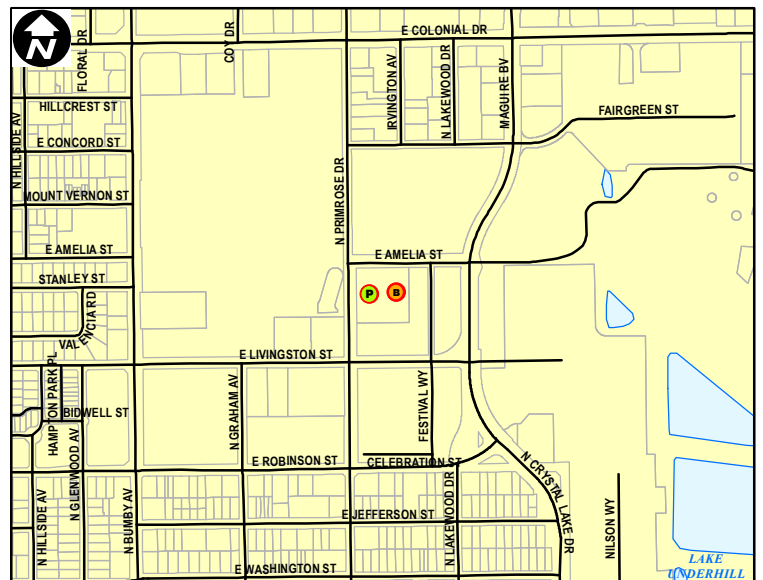 N
E COLONIAL DR
FLORAL DR
COY DR
IRVINGTON AV
N LAKEWOOD DR
MAGUIRE BV
HILLCREST ST
FAIRGREEN ST
N HILLSIDE AV
E CONCORD ST
N PRIMROSE DR
MOUNT VERNON ST
E AMELIA ST
E AMELIA ST
STANLEY ST
P
B
VALENCIA RD
E LIVINGSTON ST
HAMPTON PARK PL
BIDWELL ST
N GRAHAM AV
FESTIVAL WY
N GLENWOOD AV
E ROBINSON ST
CELEBRATION ST
N CRYSTAL LAKE DR
N HILLSIDE AV
N BUMBY AV
E JEFFERSON ST
N LAKEWOOD DR
NILSON WY
E WASHINGTON ST
LAKE
UNDERHILL